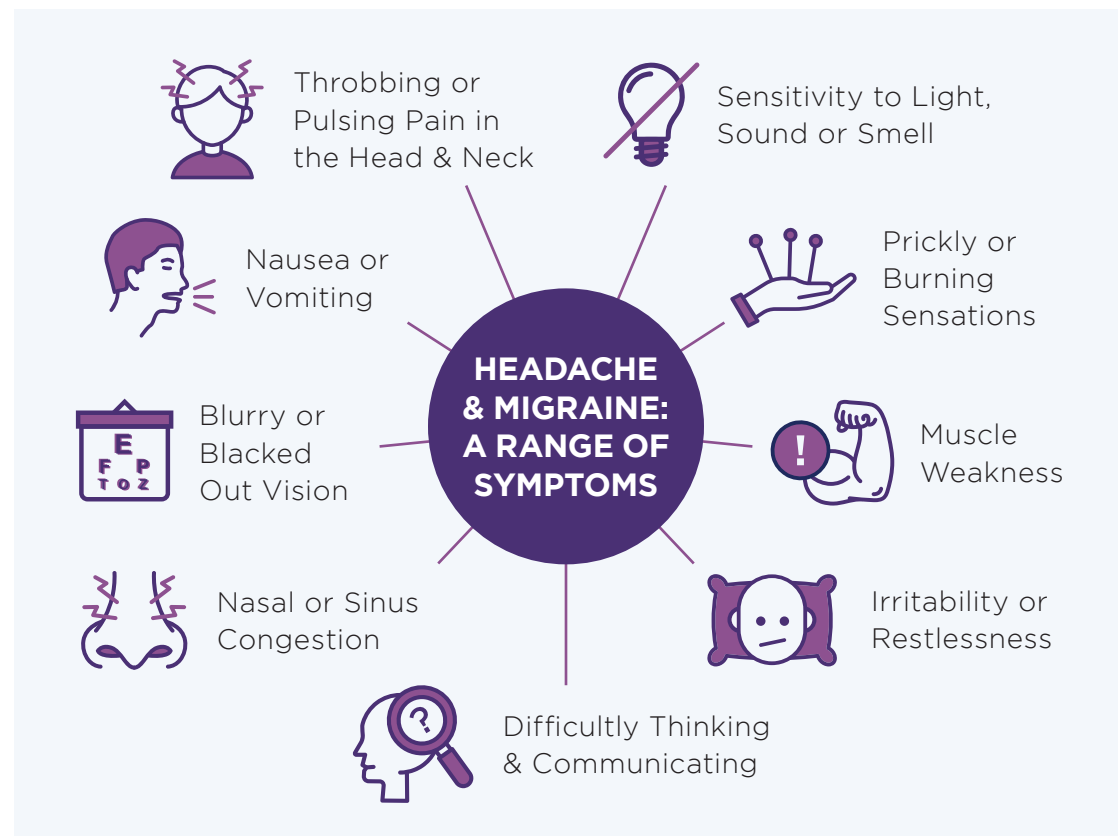 Throbbing or
Pulsing Pain in
the Head & Neck
Sensitivity to Light,
Sound or Smell
Nausea or
Vomiting
Prickly or
Burning
Sensations
HEADACHE
& MIGRAINE:
A RANGE OF
SYMPTOMS
Blurry or
Blacked
Out Vision
E
F P
T O Z
!
Muscle
Weakness
Nasal or Sinus
Congestion
Irritability or
Restlessness
?
Difficultly Thinking
& Communicating